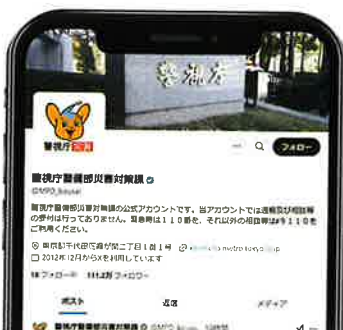 警視庁
警視庁
フォロー
警視庁警備部災害対策課
@MPD_bousai
警視庁警備部災害対策課の公式アカウントです。当アカウントでは通報及び相談等
の受付は行っておりません。緊急時は110番を、それ以外の相談等は#9110を
ご利用ください。
東京都千代田区霞が関二丁目1番1号
2012年12月からXを利用しています
フォロー中 フォロワー
ポスト 返信 メディア
警視庁警備部災害対策課